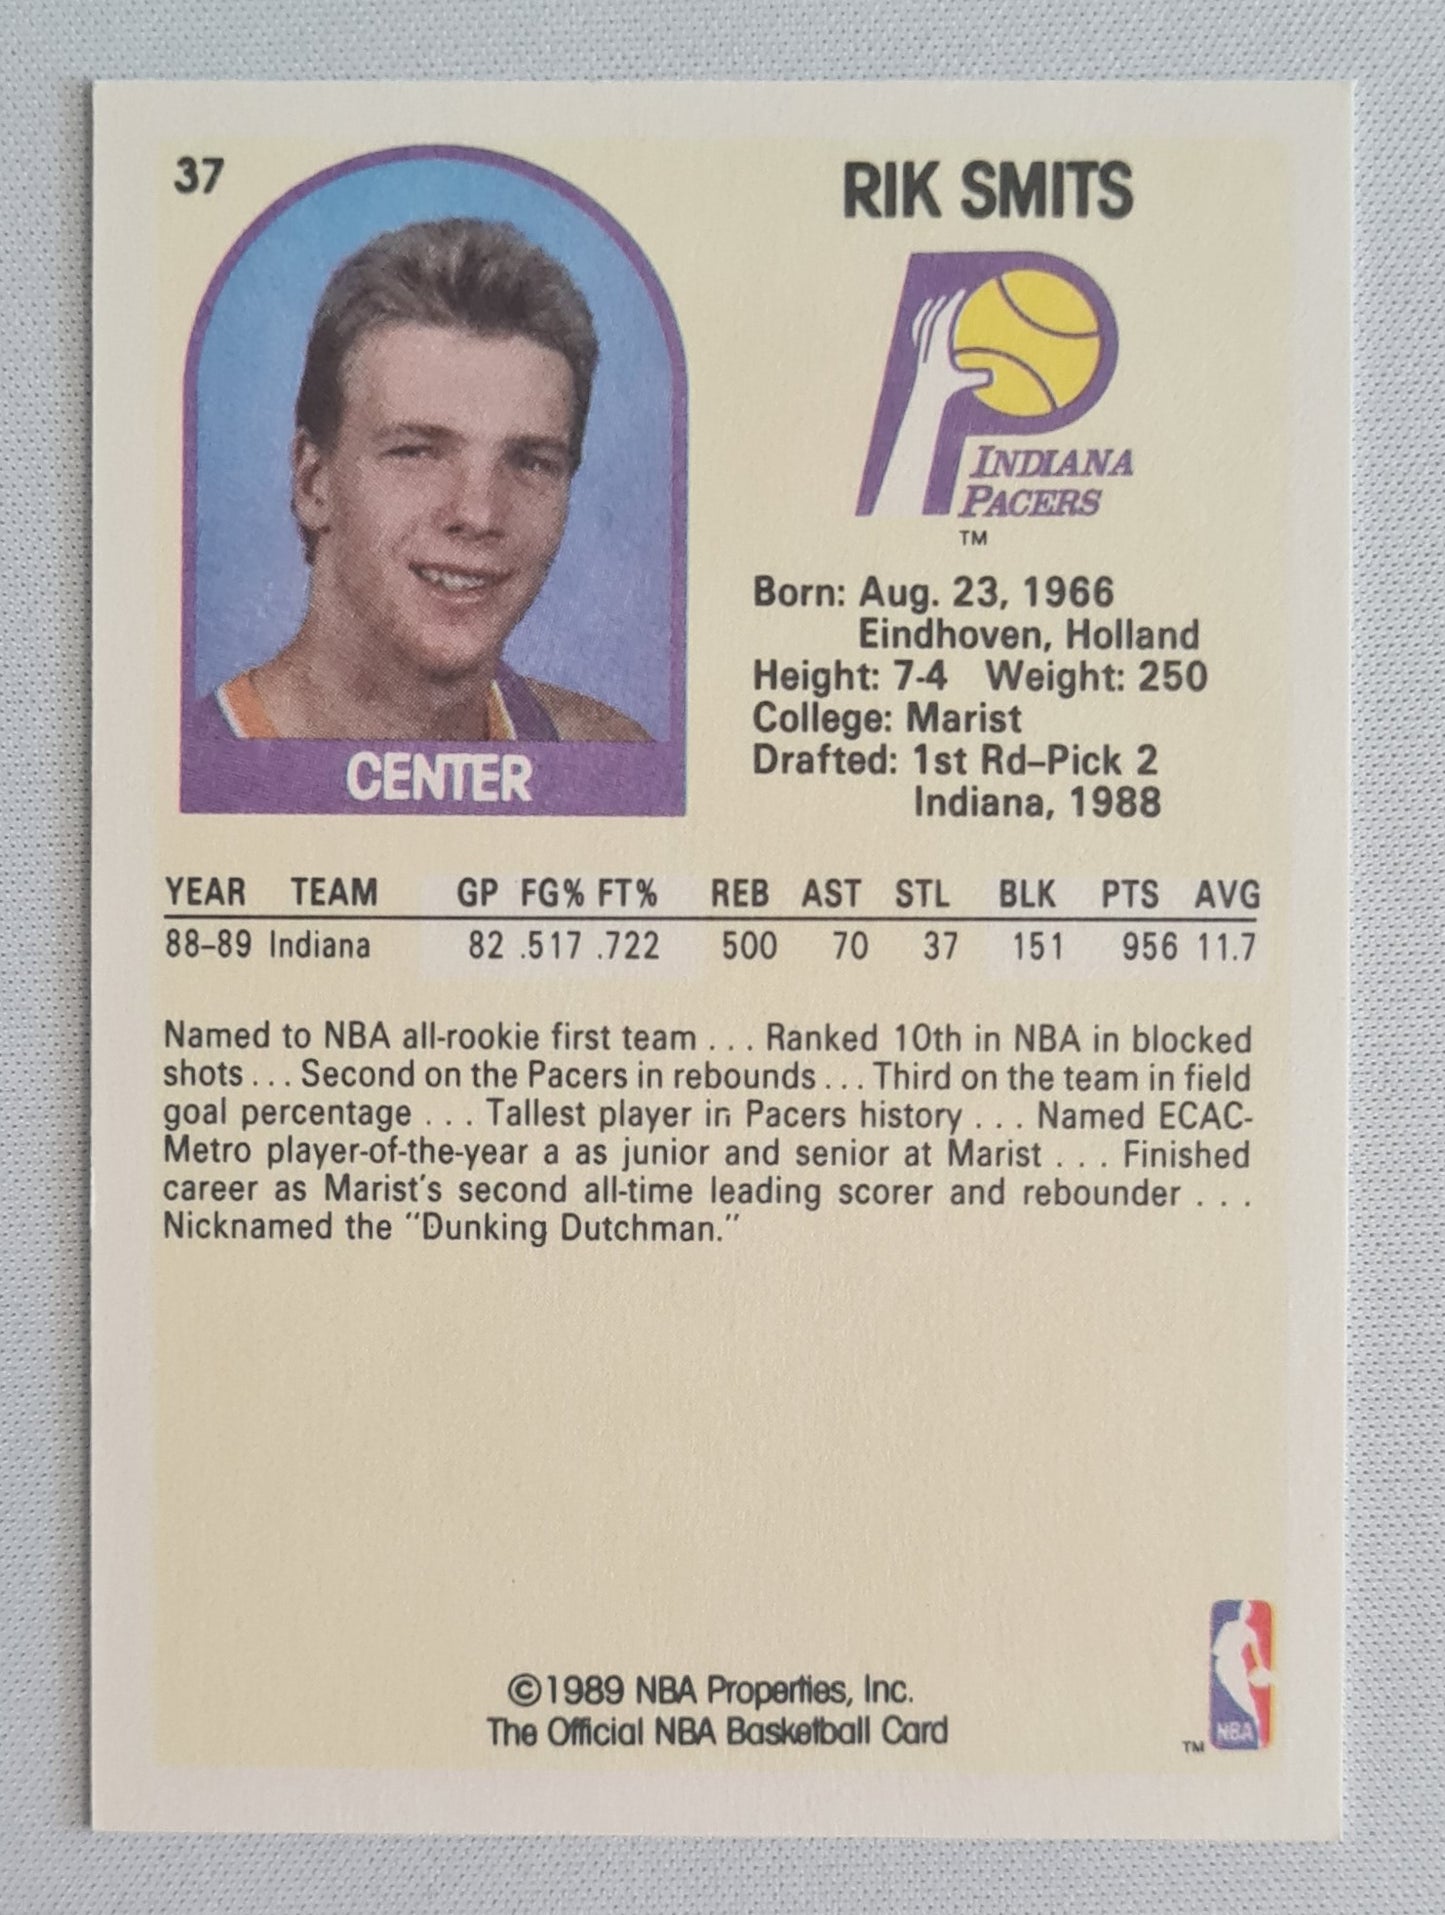 37
RIK SMITS
INDIANA
PACERS
TM
Born: Aug. 23, 1966
Eindhoven, Holland
Height: 7-4 Weight: 250
College: Marist
Drafted: 1st Rd–Pick 2
Indiana, 1988
CENTER
YEAR TEAM GP FG% FT% REB AST STL BLK PTS AVG
88–89 Indiana 82 .517 .722 500 70 37 151 956 11.7
Named to NBA all-rookie first team . . . Ranked 10th in NBA in blocked
shots . . . Second on the Pacers in rebounds . . . Third on the team in field
goal percentage . . . Tallest player in Pacers history . . . Named ECAC-
Metro player-of-the-year a as junior and senior at Marist . . . Finished
career as Marist's second all-time leading scorer and rebounder . . .
Nicknamed the "Dunking Dutchman."
©1989 NBA Properties, Inc.
The Official NBA Basketball Card
TM NBA